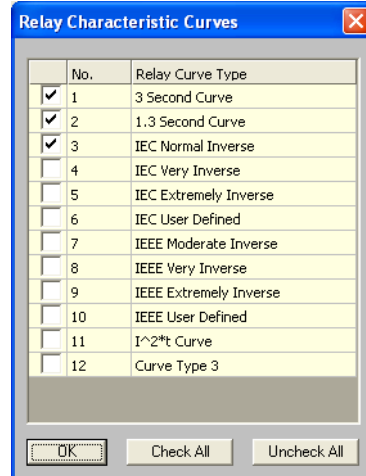 Relay Characteristic Curves
No. Relay Curve Type
1 3 Second Curve
2 1.3 Second Curve
3 IEC Normal Inverse
4 IEC Very Inverse
5 IEC Extremely Inverse
6 IEC User Defined
7 IEEE Moderate Inverse
8 IEEE Very Inverse
9 IEEE Extremely Inverse
10 IEEE User Defined
11 I^2*t Curve
12 Curve Type 3
OK Check All Uncheck All